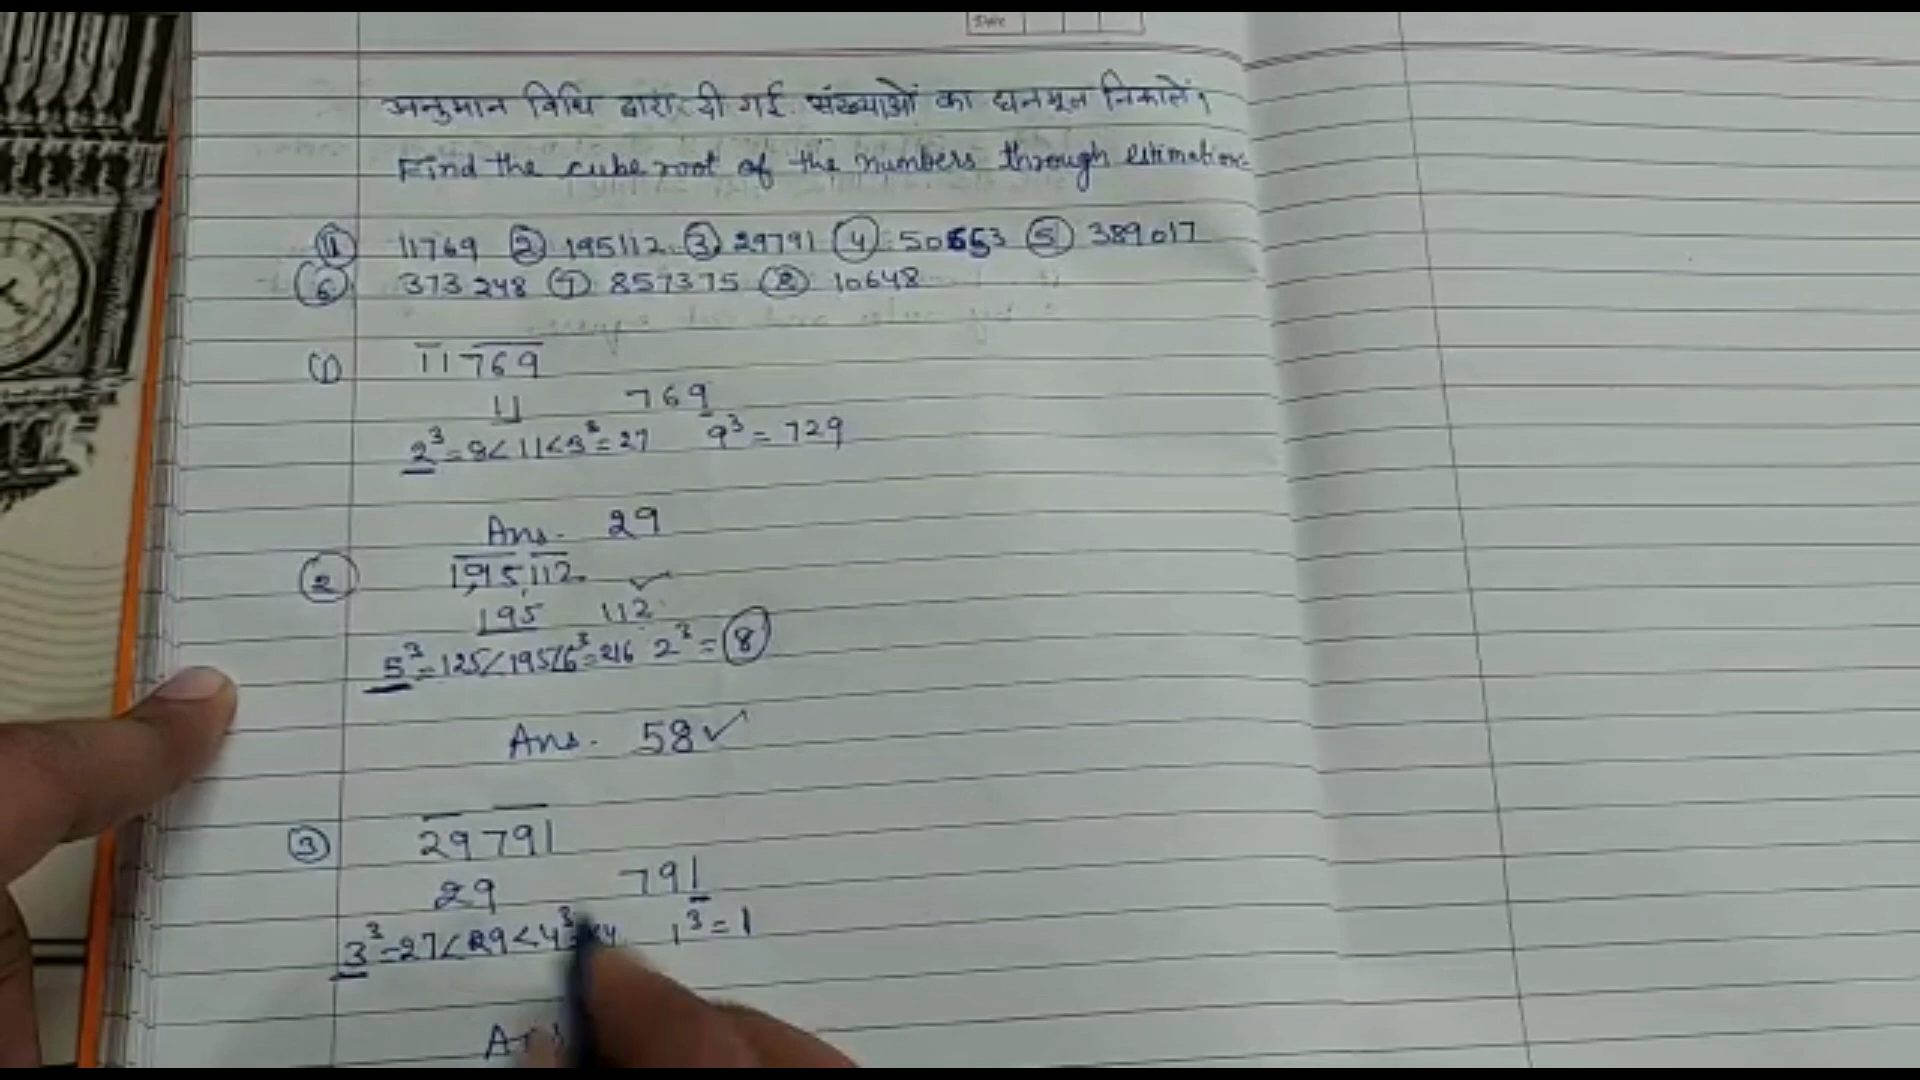 Date
अनुमान विधि द्वारा दी गई संख्याओं का घनमूल निकालें।
Find the cube root of the numbers through estimation
① 11769 ② 195112 ③ 29791 ④ 50653 ⑤ 389017
⑥ 373248 ⑦ 857375 ⑧ 10648
(1) 11769
11 769
2³=8<11<3³=27 9³=729
Ans. 29
② 195112
195 112
5³=125<195<6³=216 2³=8
Ans. 58✓
③ 29791
29 791
3³=27<29<4³ 1³=1